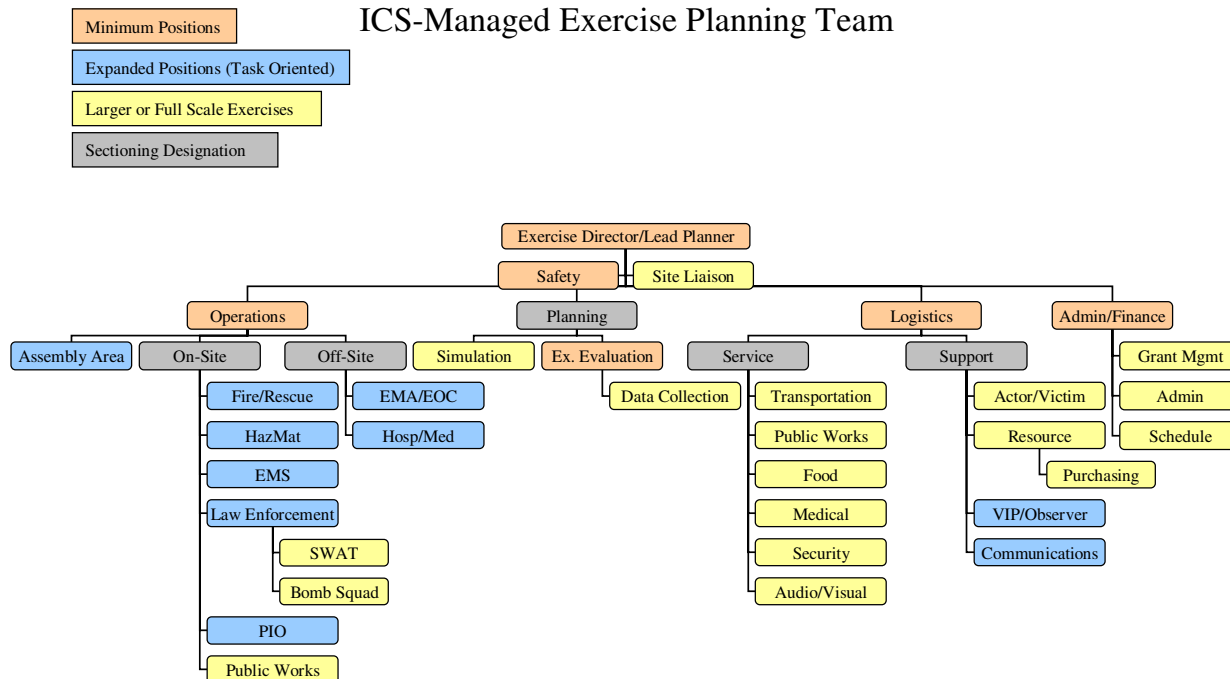 ICS-Managed Exercise Planning Team
Minimum Positions
Expanded Positions (Task Oriented)
Larger or Full Scale Exercises
Sectioning Designation
Exercise Director/Lead Planner
Safety
Site Liaison
Operations
Planning
Logistics
Admin/Finance
Assembly Area
On-Site
Off-Site
Simulation
Ex. Evaluation
Service
Support
Grant Mgmt
Fire/Rescue
EMA/EOC
Data Collection
Transportation
Actor/Victim
Admin
HazMat
Hosp/Med
Public Works
Resource
Schedule
EMS
Food
Purchasing
Law Enforcement
Medical
VIP/Observer
SWAT
Security
Communications
Bomb Squad
Audio/Visual
PIO
Public Works